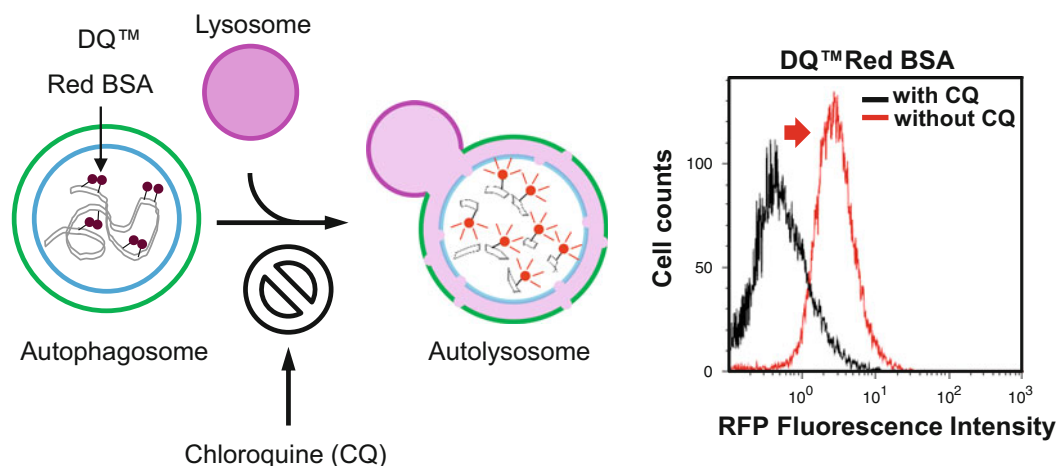 DQ™
Red BSA
Lysosome
Autophagosome
Autolysosome
Chloroquine (CQ)
DQ™Red BSA
with CQ
without CQ
Cell counts
100
50
0
10⁰
10¹
10²
10³
RFP Fluorescence Intensity